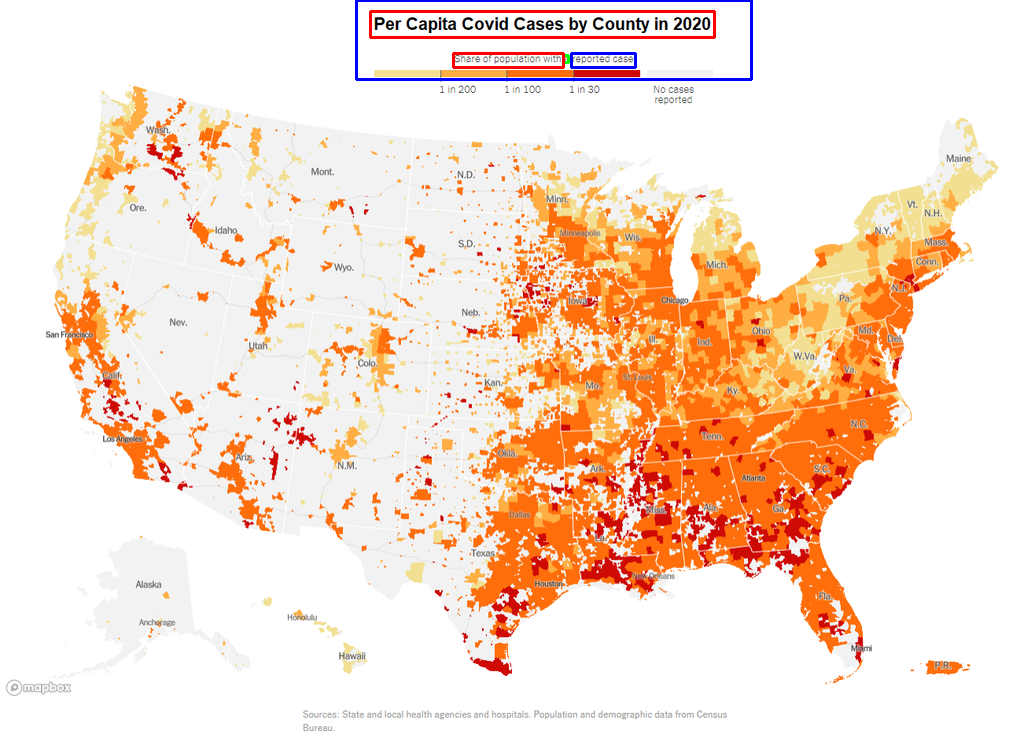 Per Capita Covid Cases by County in 2020
Share of population with reported case
1 in 200 1 in 100 1 in 30 No cases
reported
Wash.
Mont.
N.D.
Minn.
Maine
Ore.
Idaho
Wyo.
S.D.
Minneapolis
Wis.
Mich.
Vt.
N.H.
N.Y.
Mass.
Conn.
San Francisco
Nev.
Utah
Colo.
Neb.
Iowa
Chicago
Ill.
Ind.
Ohio
Pa.
N.J.
Md.
Del.
Calif.
Kan.
Mo.
St. Louis
Ky.
W.Va.
Va.
Los Angeles
Ariz.
N.M.
Okla.
Ark.
Tenn.
N.C.
S.C.
Atlanta
Dallas
Texas
La.
Miss.
Ala.
Ga.
Houston
New Orleans
Fla.
Miami
P.R.
Alaska
Anchorage
Honolulu
Hawaii
mapbox
Sources: State and local health agencies and hospitals. Population and demographic data from Census
Bureau.